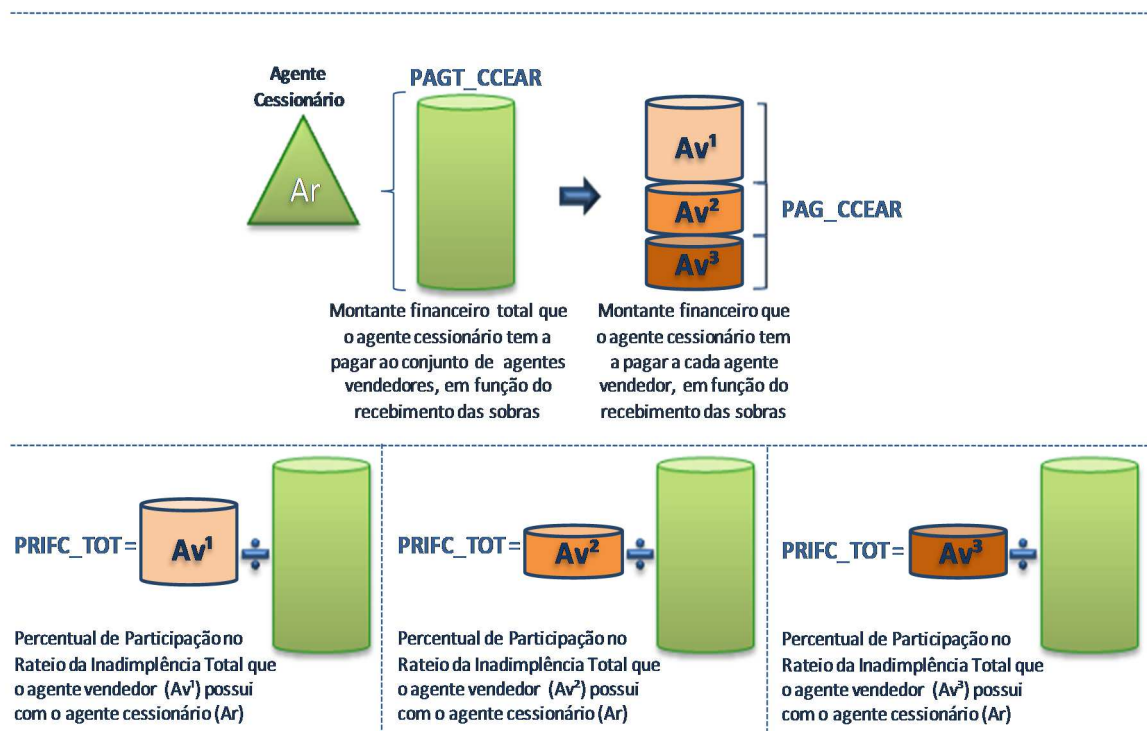 Agente
Cessionário
PAGT_CCEAR
Ar
Av¹
Av²
Av³
PAG_CCEAR
Montante financeiro total que
o agente cessionário tem a
pagar ao conjunto de agentes
vendedores, em função do
recebimento das sobras
Montante financeiro que
o agente cessionário tem
a pagar a cada agente
vendedor, em função do
recebimento das sobras
PRIFC_TOT= Av¹ ÷
Percentual de Participação no
Rateio da Inadimplência Total que
o agente vendedor (Av¹) possui
com o agente cessionário (Ar)
PRIFC_TOT= Av² ÷
Percentual de Participação no
Rateio da Inadimplência Total que
o agente vendedor (Av²) possui
com o agente cessionário (Ar)
PRIFC_TOT= Av³ ÷
Percentual de Participação no
Rateio da Inadimplência Total que
o agente vendedor (Av³) possui
com o agente cessionário (Ar)